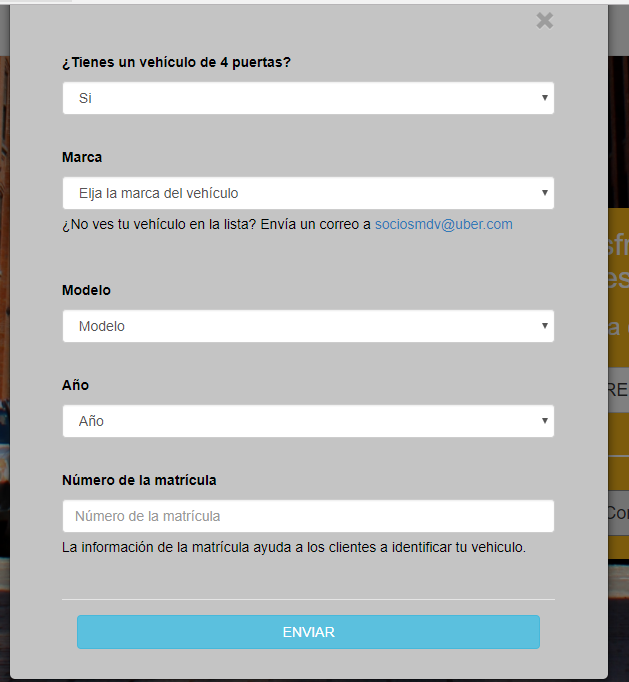 ¿Tienes un vehículo de 4 puertas?
Si
Marca
Elja la marca del vehículo
¿No ves tu vehículo en la lista? Envía un correo a sociosmdv@uber.com
Modelo
Modelo
Año
Año
Número de la matrícula
Número de la matrícula
La información de la matrícula ayuda a los clientes a identificar tu vehiculo.
ENVIAR